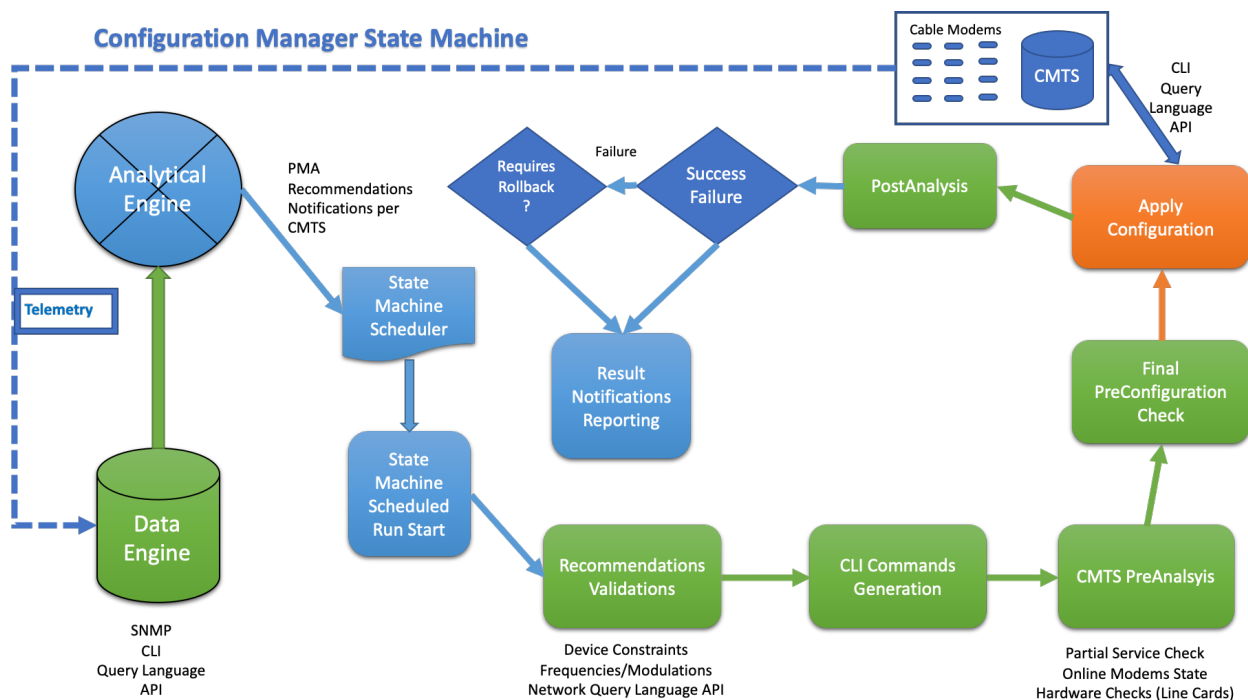 Configuration Manager State Machine
Cable Modems
CMTS
CLI
Query
Language
API
Analytical
Engine
PMA
Recommendations
Notifications per
CMTS
Requires
Rollback
?
Failure
Success
Failure
PostAnalysis
Apply
Configuration
Telemetry
State
Machine
Scheduler
Result
Notifications
Reporting
Final
PreConfiguration
Check
Data
Engine
State
Machine
Scheduled
Run Start
Recommendations
Validations
CLI Commands
Generation
CMTS PreAnalsyis
SNMP
CLI
Query Language
API
Device Constraints
Frequencies/Modulations
Network Query Language API
Partial Service Check
Online Modems State
Hardware Checks (Line Cards)